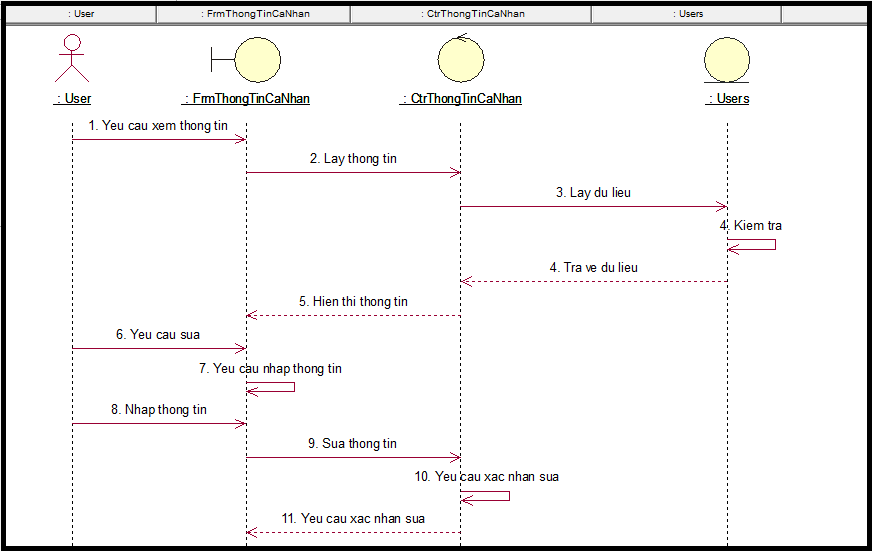 : User
: FrmThongTinCaNhan
: CtrThongTinCaNhan
: Users
: User
: FrmThongTinCaNhan
: CtrThongTinCaNhan
: Users
1. Yeu cau xem thong tin
2. Lay thong tin
3. Lay du lieu
4. Kiem tra
4. Tra ve du lieu
5. Hien thi thong tin
6. Yeu cau sua
7. Yeu cau nhap thong tin
8. Nhap thong tin
9. Sua thong tin
10. Yeu cau xac nhan sua
11. Yeu cau xac nhan sua